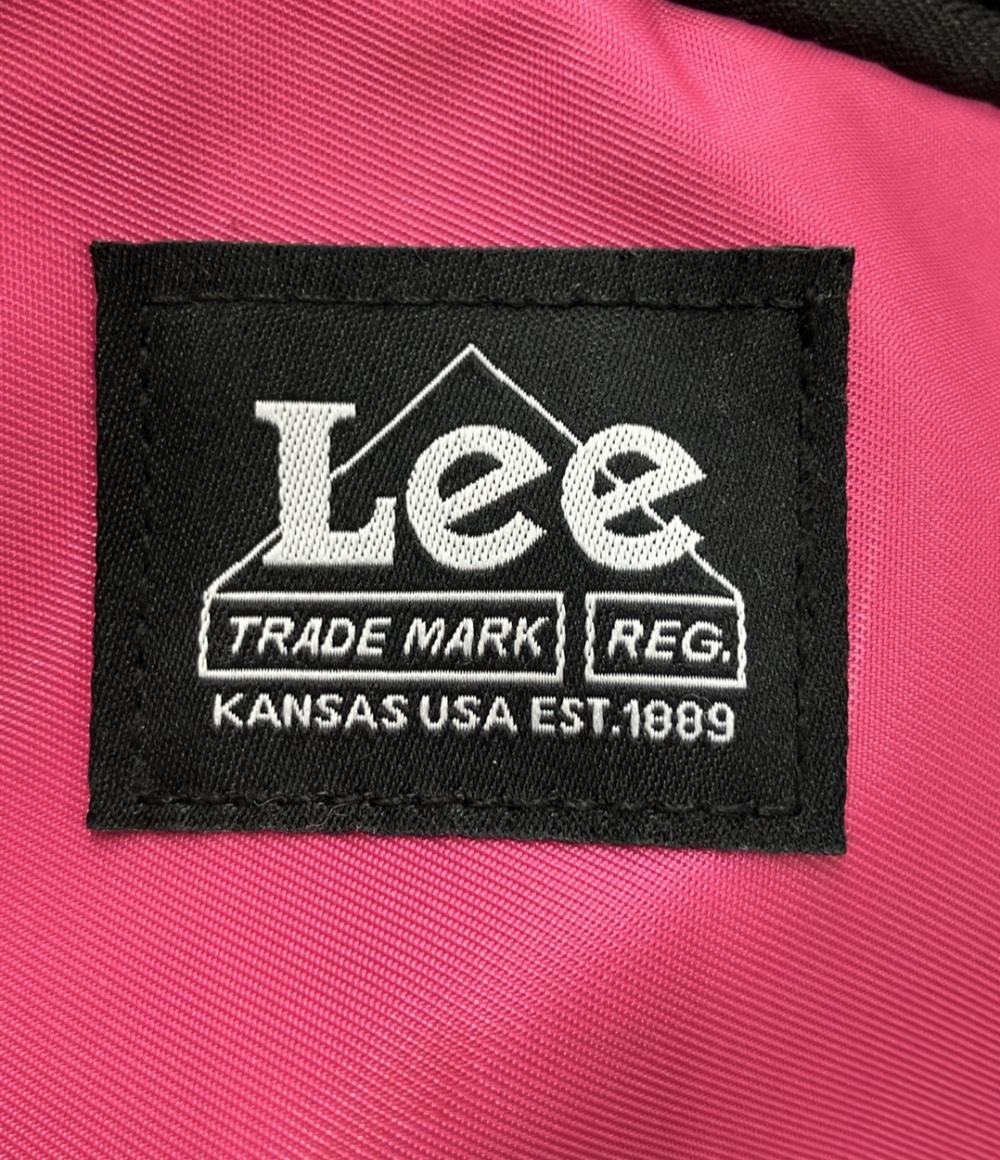 Lee
TRADE MARK REG.
KANSAS USA EST.1889